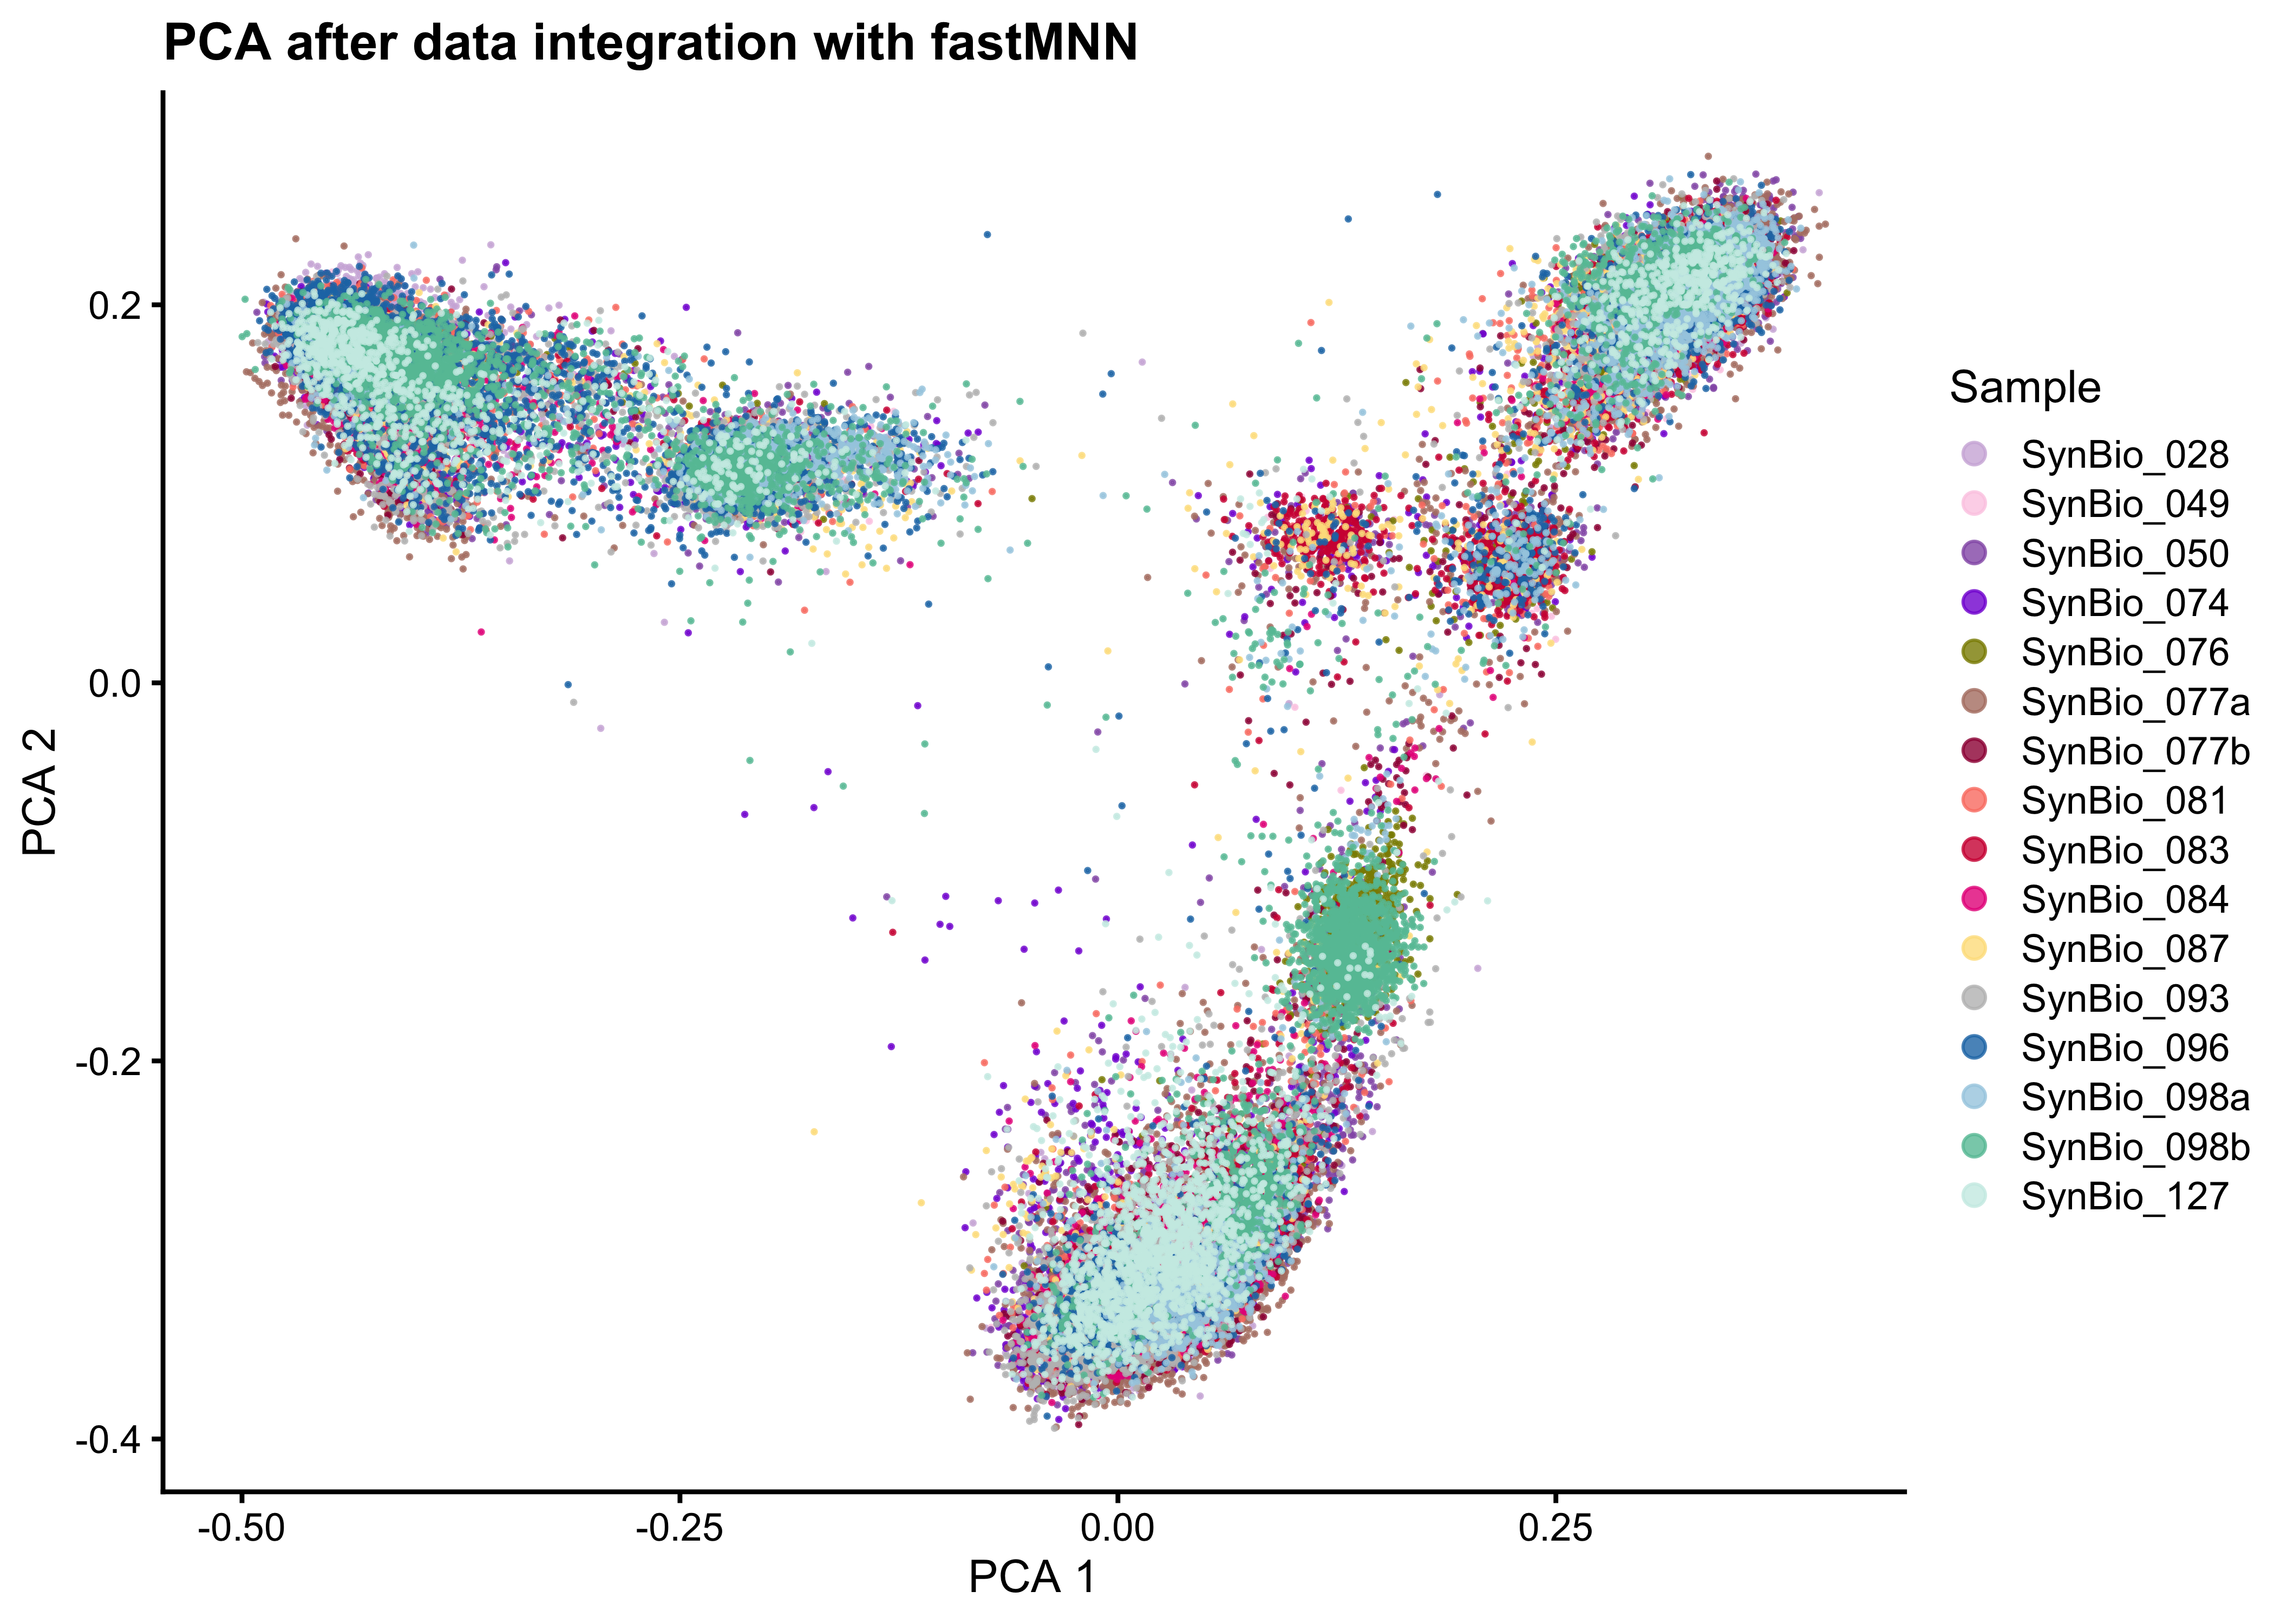 PCA after data integration with fastMNN
0.2
0.0
-0.2
-0.4
PCA 2
-0.50
-0.25
0.00
0.25
PCA 1
Sample
SynBio_028
SynBio_049
SynBio_050
SynBio_074
SynBio_076
SynBio_077a
SynBio_077b
SynBio_081
SynBio_083
SynBio_084
SynBio_087
SynBio_093
SynBio_096
SynBio_098a
SynBio_098b
SynBio_127